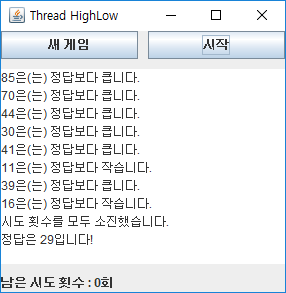 Thread HighLow
새 게임 시작
85은(는) 정답보다 큽니다.
70은(는) 정답보다 큽니다.
44은(는) 정답보다 큽니다.
30은(는) 정답보다 큽니다.
41은(는) 정답보다 큽니다.
11은(는) 정답보다 작습니다.
39은(는) 정답보다 큽니다.
16은(는) 정답보다 작습니다.
시도 횟수를 모두 소진했습니다.
정답은 29입니다!
남은 시도 횟수 : 0회